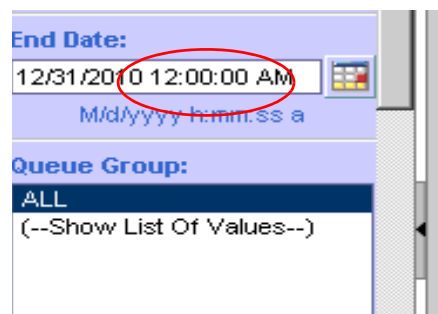 End Date:
12/31/2010 12:00:00 AM
M/d/yyyy h:mm:ss a
Queue Group:
ALL
(--Show List Of Values--)